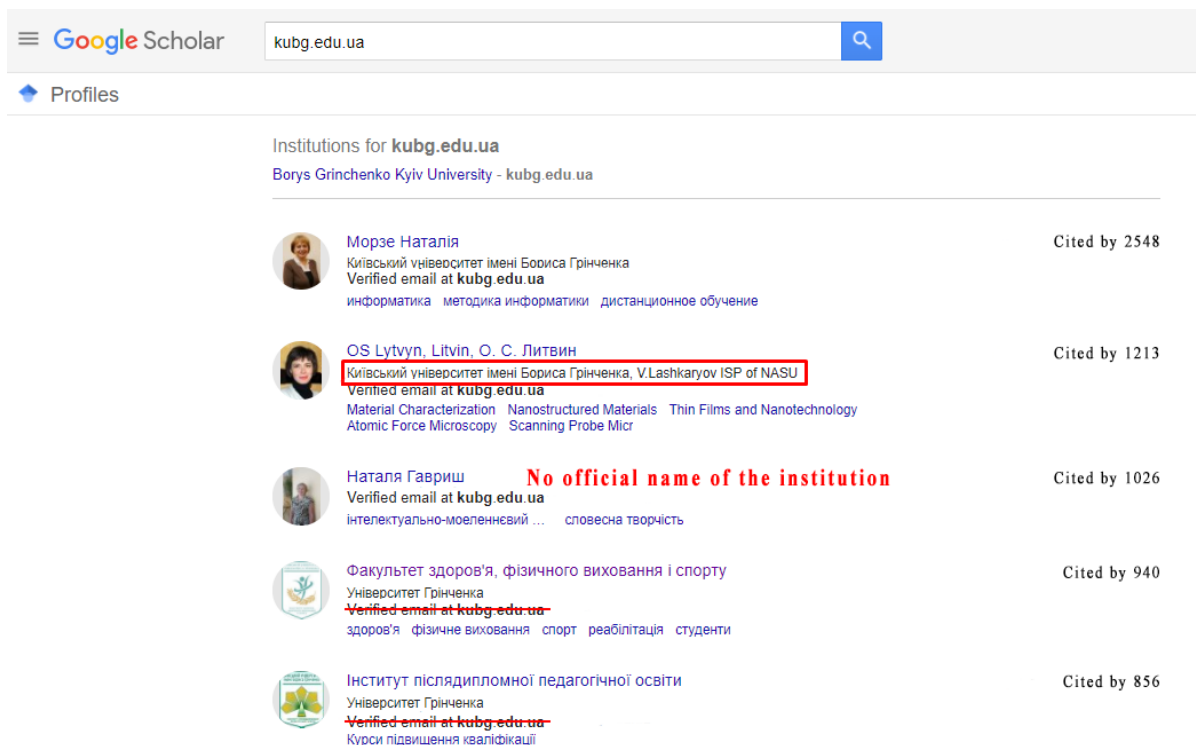 Google Scholar
kubg.edu.ua
Profiles
Institutions for kubg.edu.ua
Borys Grinchenko Kyiv University - kubg.edu.ua
Морзе Наталія
Cited by 2548
Київський університет імені Бориса Грінченка
Verified email at kubg.edu.ua
информатика методика информатики дистанционное обучение
OS Lytvyn, Litvin, О. С. Литвин
Cited by 1213
Київський університет імені Бориса Грінченка, V.Lashkaryov ISP of NASU
Verified email at kubg.edu.ua
Material Characterization Nanostructured Materials Thin Films and Nanotechnology
Atomic Force Microscopy Scanning Probe Micr
Наталя Гавриш
No official name of the institution
Cited by 1026
Verified email at kubg.edu.ua
інтелектуально-моеленнєвий ... словесна творчість
Факультет здоров'я, фізичного виховання і спорту
Cited by 940
Університет Грінченка
Verified email at kubg.edu.ua
здоров'я фізичне виховання спорт реабілітація студенти
Інститут післядипломної педагогічної освіти
Cited by 856
Університет Грінченка
Verified email at kubg.edu.ua
Курси підвищення кваліфікації